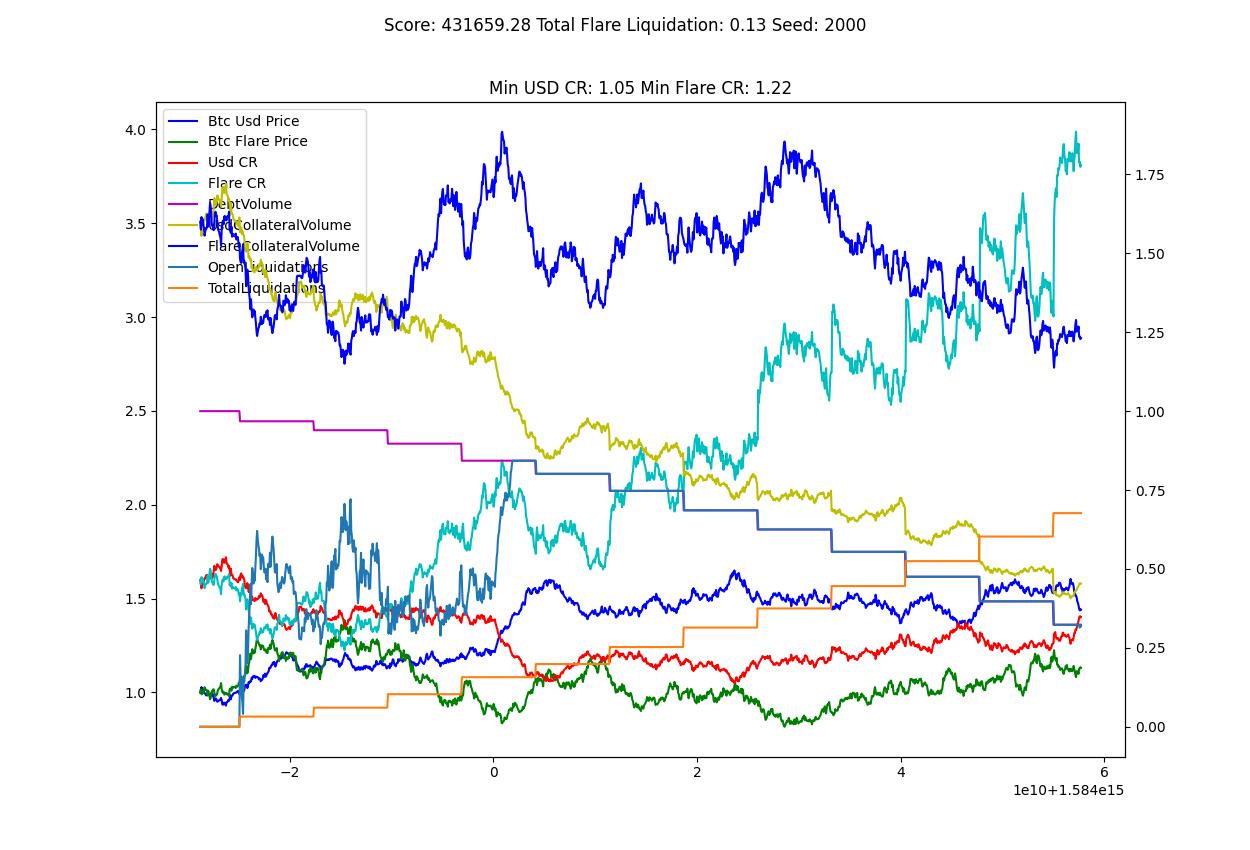 Score: 431659.28 Total Flare Liquidation: 0.13 Seed: 2000
Min USD CR: 1.05 Min Flare CR: 1.22
Btc Usd Price
Btc Flare Price
Usd CR
Flare CR
DebtVolume
UsdCollateralVolume
FlareCollateralVolume
OpenLiquidations
TotalLiquidations
4.0
3.5
3.0
2.5
2.0
1.5
1.0
1.75
1.50
1.25
1.00
0.75
0.50
0.25
0.00
−2
0
2
4
6
1e10+1.584e15